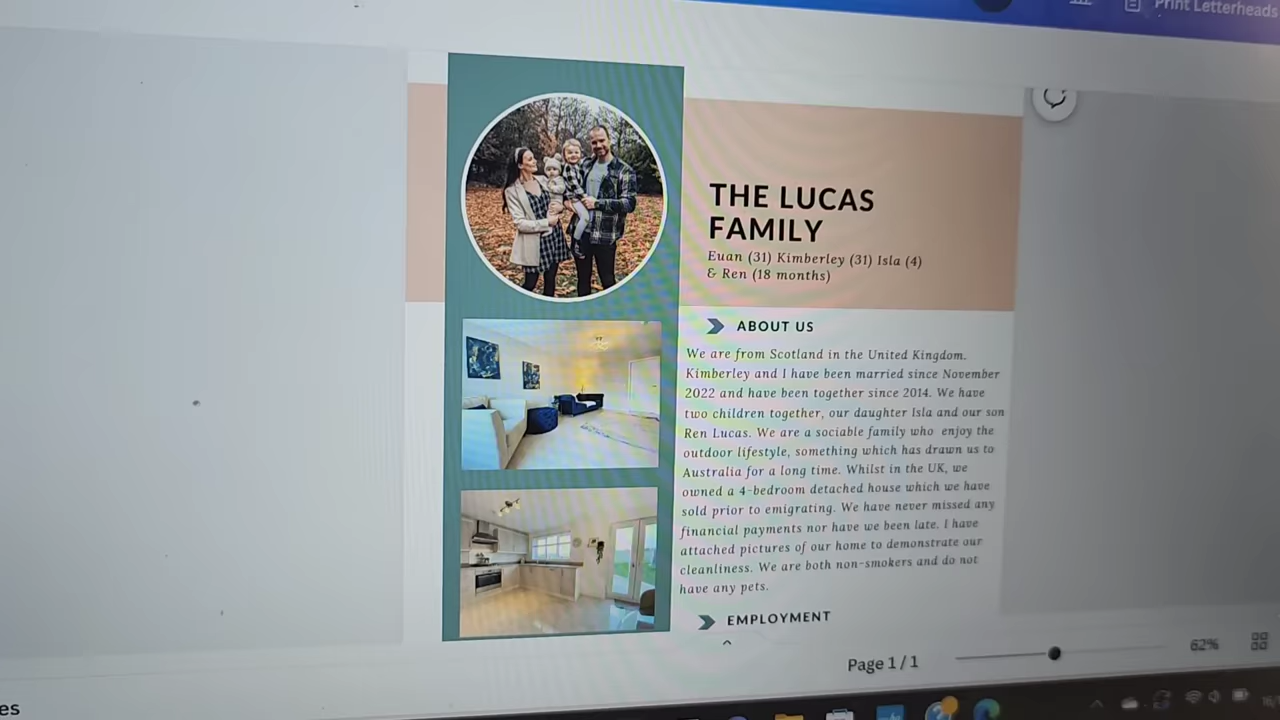 Print Letterheads
THE LUCAS
FAMILY
Euan (31) Kimberley (31) Isla (4)
& Ren (18 months)
ABOUT US
We are from Scotland in the United Kingdom.
Kimberley and I have been married since November
2022 and have been together since 2014. We have
two children together, our daughter Isla and our son
Ren Lucas. We are a sociable family who enjoy the
outdoor lifestyle, something which has drawn us to
Australia for a long time. Whilst in the UK, we
owned a 4-bedroom detached house which we have
sold prior to emigrating. We have never missed any
financial payments nor have we been late. I have
attached pictures of our home to demonstrate our
cleanliness. We are both non-smokers and do not
have any pets.
EMPLOYMENT
Page 1 / 1
62%
es